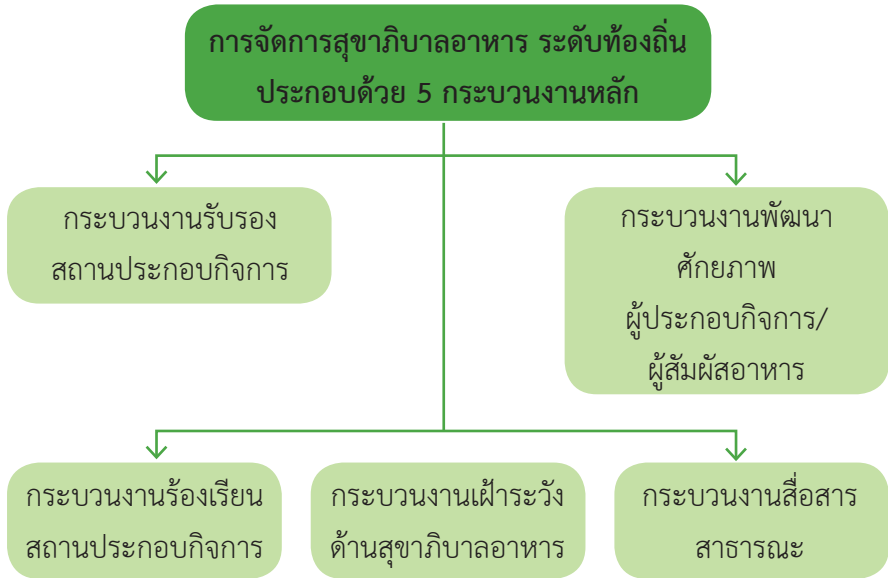 การจัดการสุขาภิบาลอาหาร ระดับท้องถิ่น
ประกอบด้วย 5 กระบวนงานหลัก
กระบวนงานรับรอง
สถานประกอบกิจการ
กระบวนงานพัฒนา
ศักยภาพ
ผู้ประกอบกิจการ/
ผู้สัมผัสอาหาร
กระบวนงานร้องเรียน
สถานประกอบกิจการ
กระบวนงานเฝ้าระวัง
ด้านสุขาภิบาลอาหาร
กระบวนงานสื่อสาร
สาธารณะ